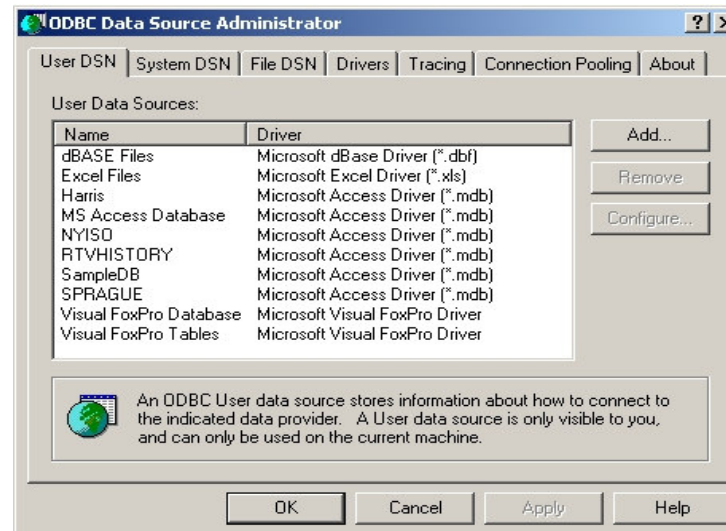 ODBC Data Source Administrator ? X
User DSN System DSN File DSN Drivers Tracing Connection Pooling About
User Data Sources:
Name Driver
dBASE Files Microsoft dBase Driver (*.dbf)
Excel Files Microsoft Excel Driver (*.xls)
Harris Microsoft Access Driver (*.mdb)
MS Access Database Microsoft Access Driver (*.mdb)
NYISO Microsoft Access Driver (*.mdb)
RTVHISTORY Microsoft Access Driver (*.mdb)
SampleDB Microsoft Access Driver (*.mdb)
SPRAGUE Microsoft Access Driver (*.mdb)
Visual FoxPro Database Microsoft Visual FoxPro Driver
Visual FoxPro Tables Microsoft Visual FoxPro Driver
Add...
Remove
Configure...
An ODBC User data source stores information about how to connect to
the indicated data provider. A User data source is only visible to you,
and can only be used on the current machine.
OK Cancel Apply Help